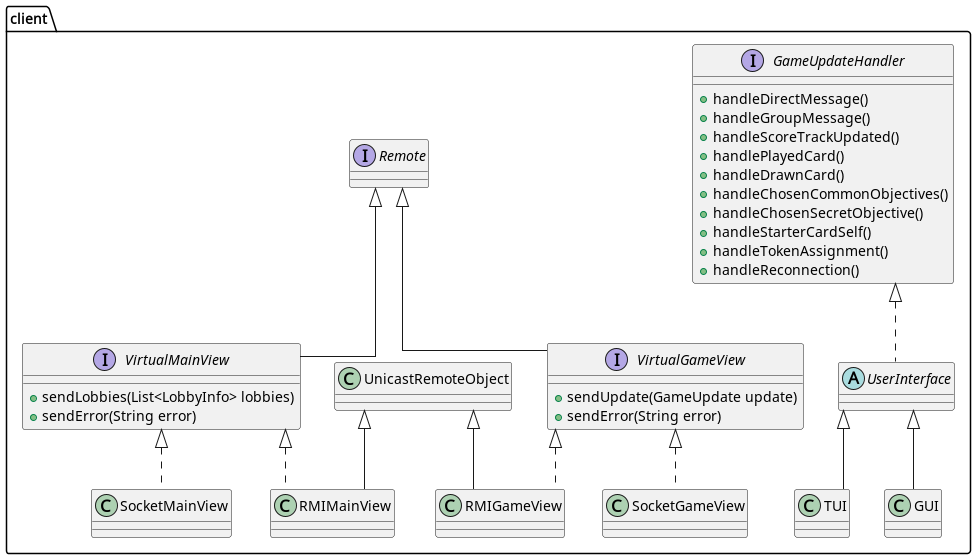 client
I GameUpdateHandler
handleDirectMessage()
handleGroupMessage()
handleScoreTrackUpdated()
handlePlayedCard()
handleDrawnCard()
handleChosenCommonObjectives()
handleChosenSecretObjective()
handleStarterCardSelf()
handleTokenAssignment()
handleReconnection()
I Remote
I VirtualMainView
sendLobbies(List<LobbyInfo> lobbies)
sendError(String error)
C UnicastRemoteObject
I VirtualGameView
sendUpdate(GameUpdate update)
sendError(String error)
A UserInterface
C SocketMainView
C RMIMainView
C RMIGameView
C SocketGameView
C TUI
C GUI